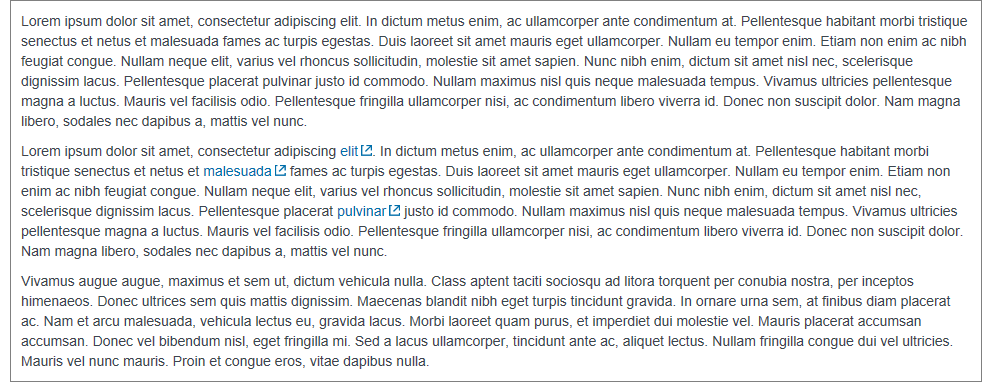 Lorem ipsum dolor sit amet, consectetur adipiscing elit. In dictum metus enim, ac ullamcorper ante condimentum at. Pellentesque habitant morbi tristique
senectus et netus et malesuada fames ac turpis egestas. Duis laoreet sit amet mauris eget ullamcorper. Nullam eu tempor enim. Etiam non enim ac nibh
feugiat congue. Nullam neque elit, varius vel rhoncus sollicitudin, molestie sit amet sapien. Nunc nibh enim, dictum sit amet nisl nec, scelerisque
dignissim lacus. Pellentesque placerat pulvinar justo id commodo. Nullam maximus nisl quis neque malesuada tempus. Vivamus ultricies pellentesque
magna a luctus. Mauris vel facilisis odio. Pellentesque fringilla ullamcorper nisi, ac condimentum libero viverra id. Donec non suscipit dolor. Nam magna
libero, sodales nec dapibus a, mattis vel nunc.
Lorem ipsum dolor sit amet, consectetur adipiscing elit. In dictum metus enim, ac ullamcorper ante condimentum at. Pellentesque habitant morbi
tristique senectus et netus et malesuada fames ac turpis egestas. Duis laoreet sit amet mauris eget ullamcorper. Nullam eu tempor enim. Etiam non
enim ac nibh feugiat congue. Nullam neque elit, varius vel rhoncus sollicitudin, molestie sit amet sapien. Nunc nibh enim, dictum sit amet nisl nec,
scelerisque dignissim lacus. Pellentesque placerat pulvinar justo id commodo. Nullam maximus nisl quis neque malesuada tempus. Vivamus ultricies
pellentesque magna a luctus. Mauris vel facilisis odio. Pellentesque fringilla ullamcorper nisi, ac condimentum libero viverra id. Donec non suscipit dolor.
Nam magna libero, sodales nec dapibus a, mattis vel nunc.
Vivamus augue augue, maximus et sem ut, dictum vehicula nulla. Class aptent taciti sociosqu ad litora torquent per conubia nostra, per inceptos
himenaeos. Donec ultrices sem quis mattis dignissim. Maecenas blandit nibh eget turpis tincidunt gravida. In ornare urna sem, at finibus diam placerat
ac. Nam et arcu malesuada, vehicula lectus eu, gravida lacus. Morbi laoreet quam purus, et imperdiet dui molestie vel. Mauris placerat accumsan
accumsan. Donec vel bibendum nisl, eget fringilla mi. Sed a lacus ullamcorper, tincidunt ante ac, aliquet lectus. Nullam fringilla congue dui vel ultricies.
Mauris vel nunc mauris. Proin et congue eros, vitae dapibus nulla.